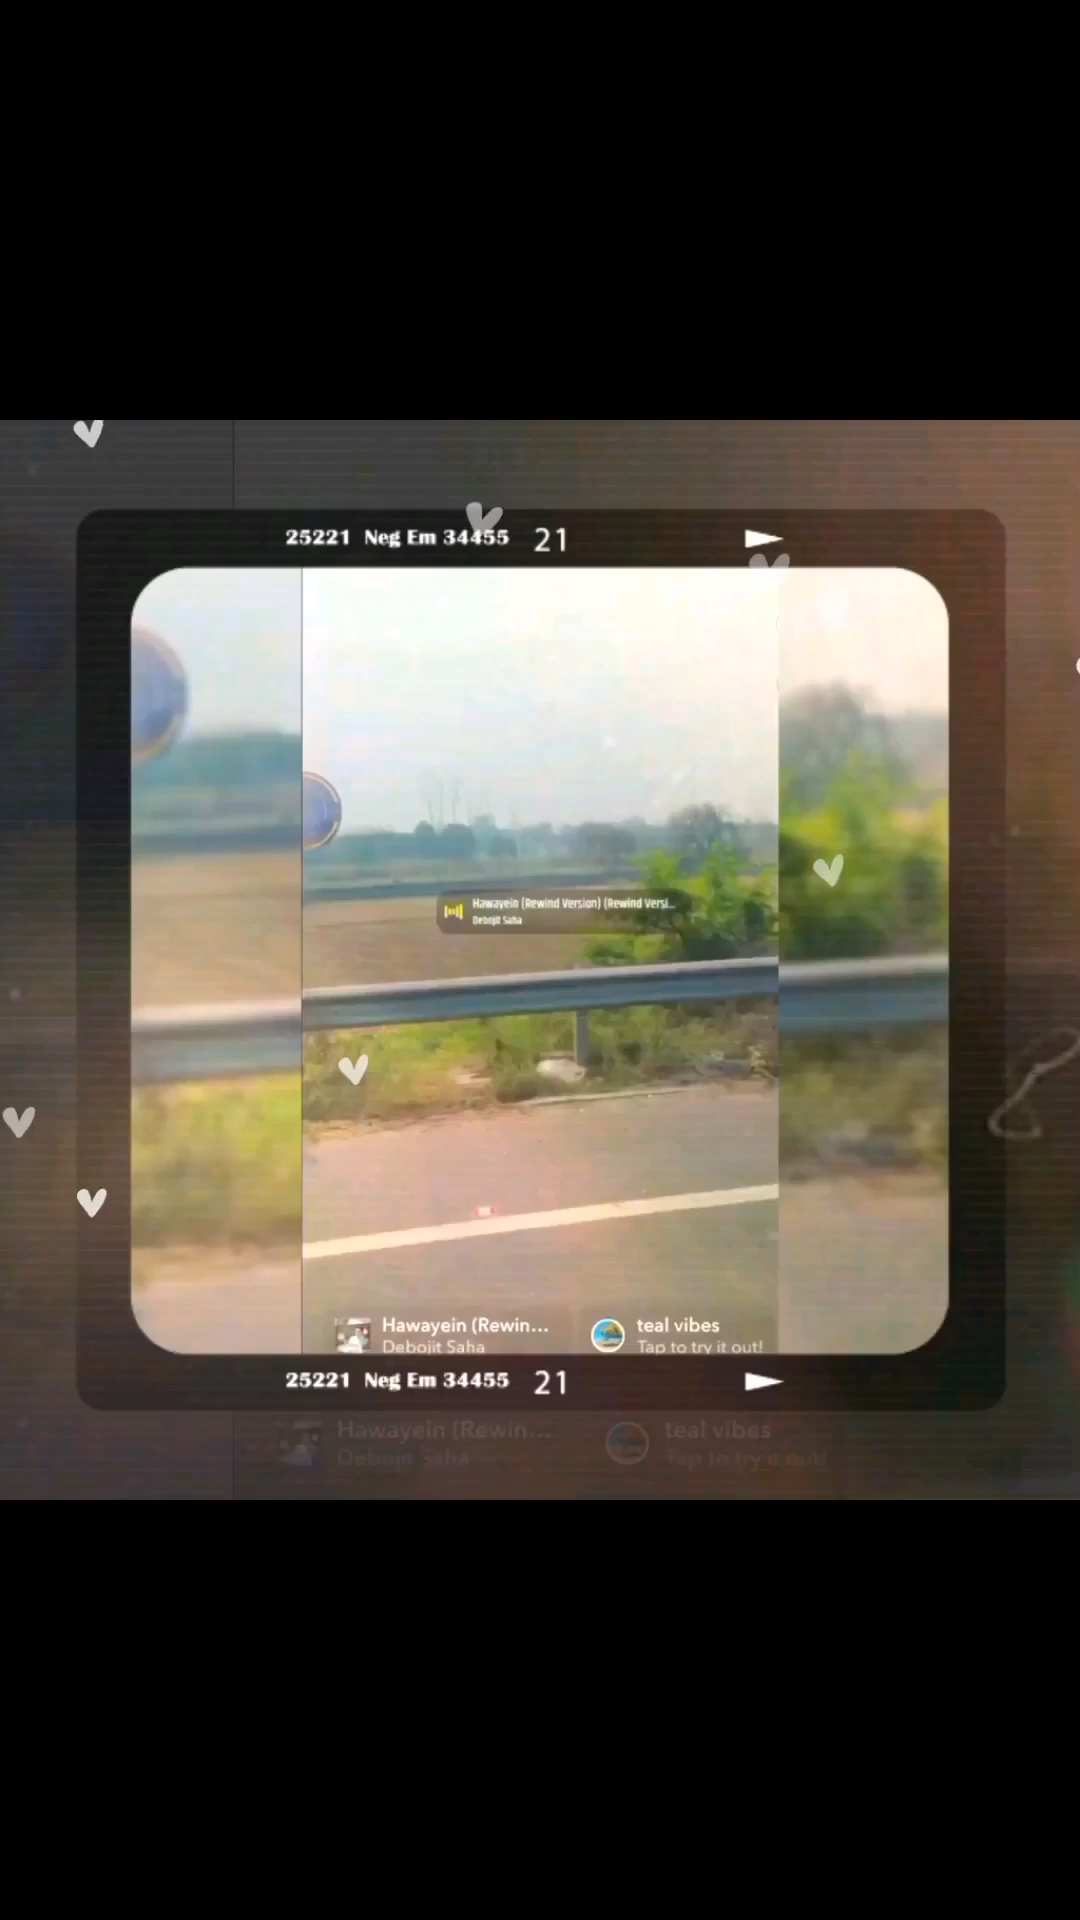 25221 Neg Em 34455 21
Hawayein (Rewind Version) (Rewind Versi...
Debojit Saha
Hawayein (Rewin...
Debojit Saha
teal vibes
Tap to try it out!
25221 Neg Em 34455 21
Hawayein (Rewin...
Debojit Saha
teal vibes
Tap to try it out!